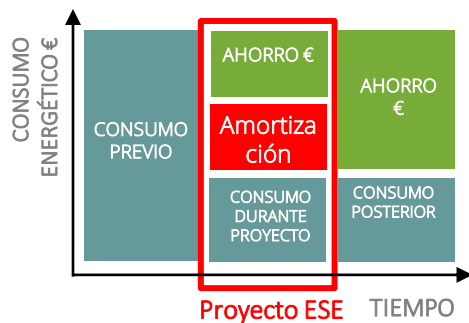 CONSUMO
ENERGÉTICO €
CONSUMO
PREVIO
AHORRO €
Amortiza
ción
CONSUMO
DURANTE
PROYECTO
AHORRO
€
CONSUMO
POSTERIOR
Proyecto ESE
TIEMPO